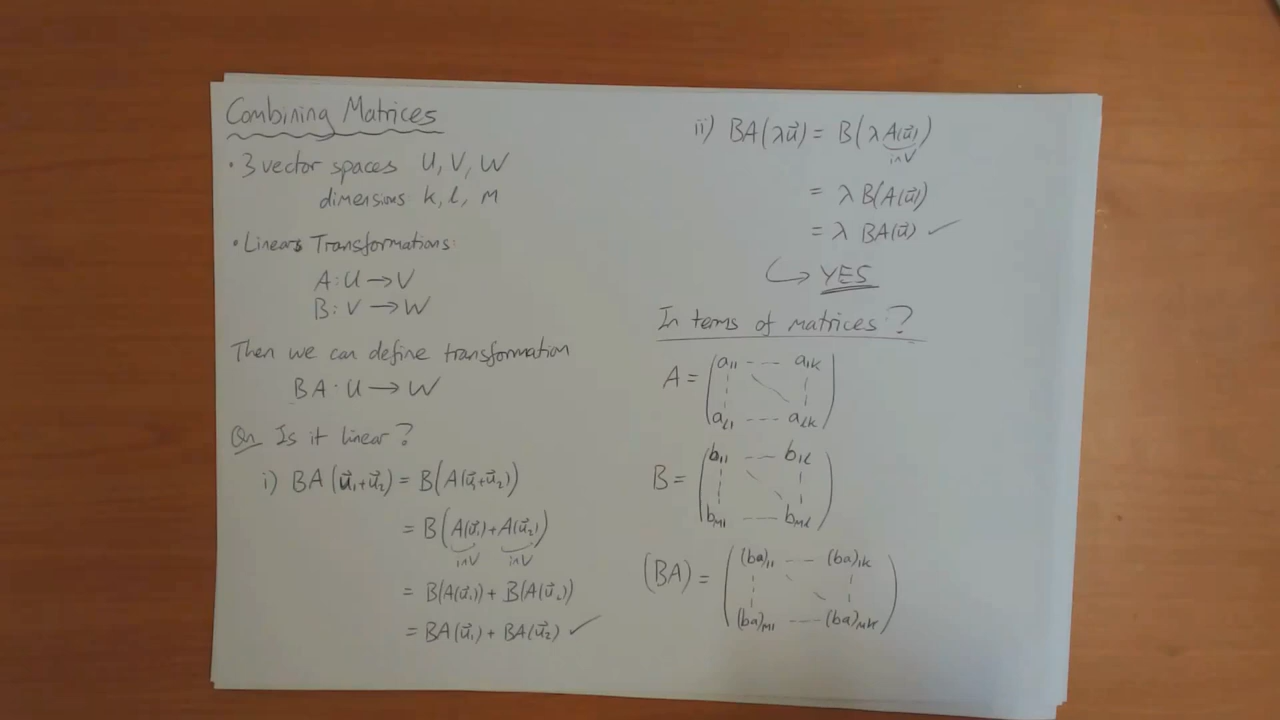 Combining Matrices
• 3 vector spaces U, V, W
dimensions k, l, m
• Linear Transformations:
A : U → V
B : V → W
Then we can define transformation
BA : U → W
Qn Is it linear?
i) BA(u⃗₁+u⃗₂) = B(A(u⃗₁+u⃗₂))
= B(A(u⃗₁)+A(u⃗₂))
in V in V
= B(A(u⃗₁)) + B(A(u⃗₂))
= BA(u⃗₁) + BA(u⃗₂) ✓
ii) BA(λu⃗) = B(λA(u⃗))
in V
= λ B(A(u⃗))
= λ BA(u⃗) ✓
↪ YES
In terms of matrices?
A = ( a₁₁ --- a₁ₖ
aₗ₁ --- aₗₖ )
B = ( b₁₁ --- b₁ₗ
bₘ₁ --- bₘₗ )
(BA) = ( (ba)₁₁ --- (ba)₁ₖ
(ba)ₘ₁ --- (ba)ₘₖ )